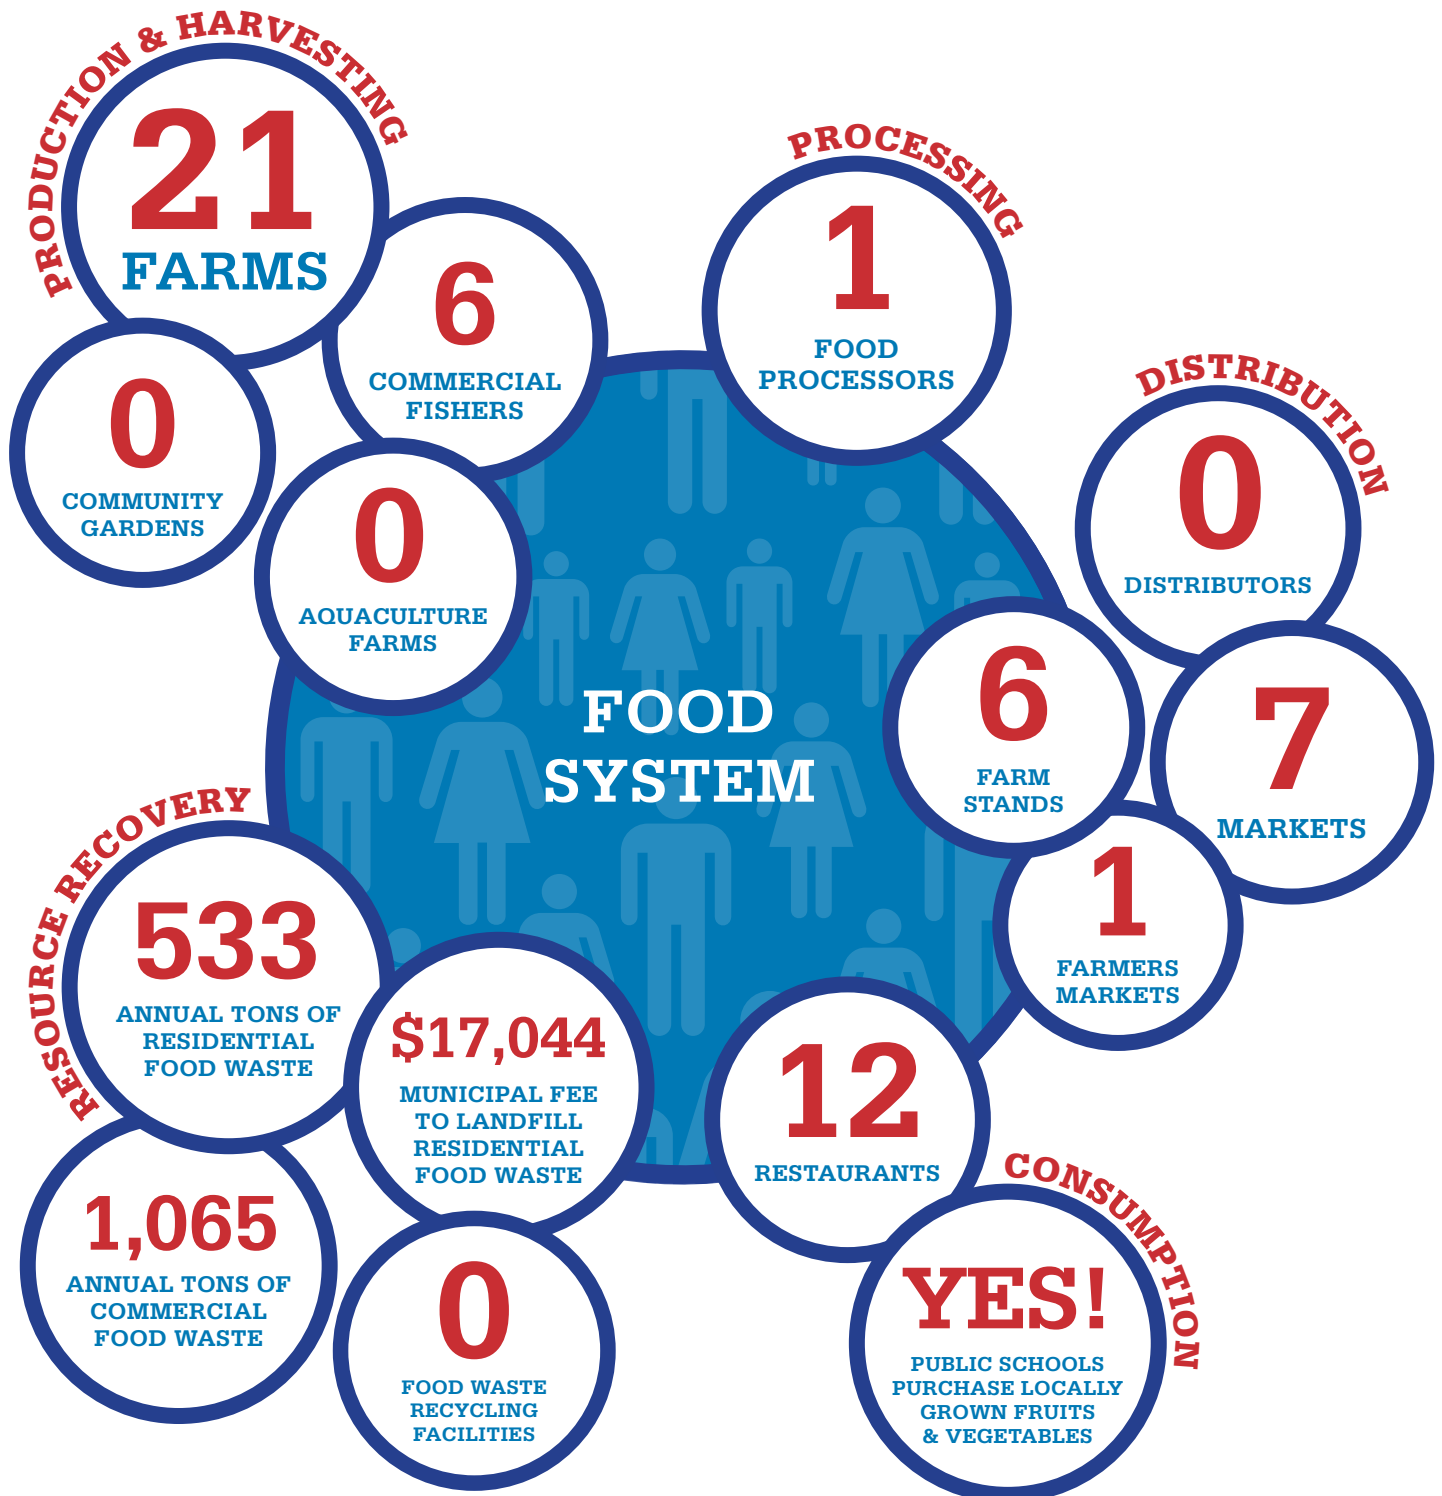 PRODUCTION & HARVESTING
21
FARMS
6
COMMERCIAL
FISHERS
0
COMMUNITY
GARDENS
0
AQUACULTURE
FARMS
PROCESSING
1
FOOD
PROCESSORS
DISTRIBUTION
0
DISTRIBUTORS
6
FARM
STANDS
7
MARKETS
1
FARMERS
MARKETS
FOOD
SYSTEM
RESOURCE RECOVERY
533
ANNUAL TONS OF
RESIDENTIAL
FOOD WASTE
$17,044
MUNICIPAL FEE
TO LANDFILL
RESIDENTIAL
FOOD WASTE
1,065
ANNUAL TONS OF
COMMERCIAL
FOOD WASTE
0
FOOD WASTE
RECYCLING
FACILITIES
12
RESTAURANTS
CONSUMPTION
YES!
PUBLIC SCHOOLS
PURCHASE LOCALLY
GROWN FRUITS
& VEGETABLES